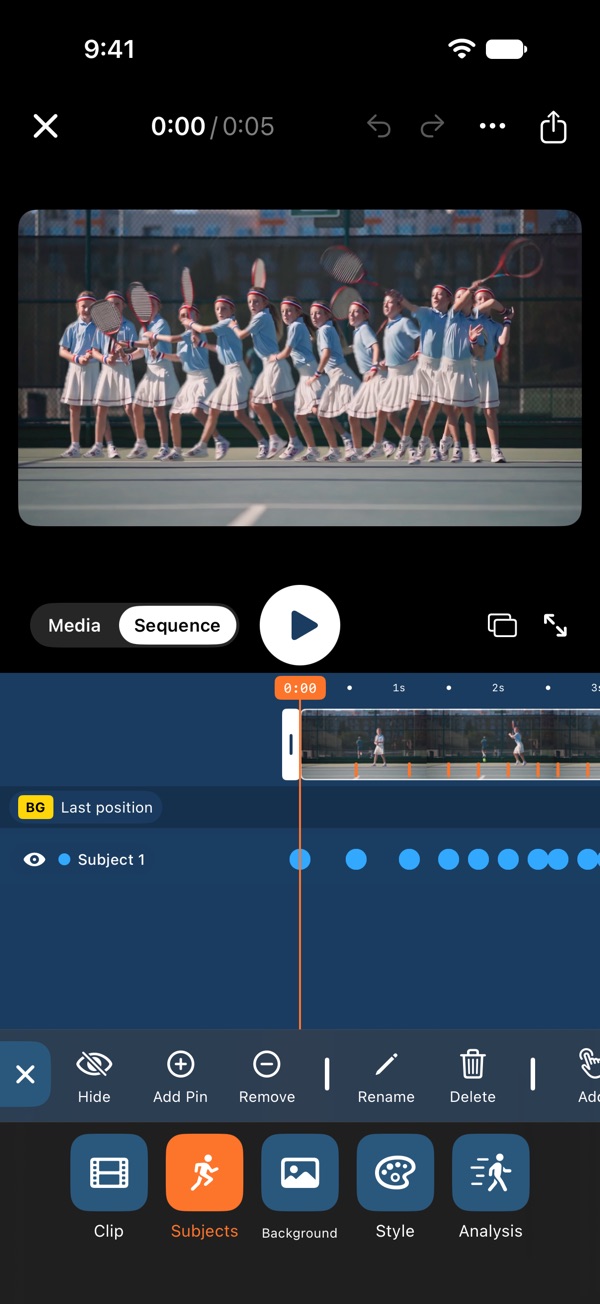 9:41
0:00 / 0:05
Media
Sequence
0:00
1s
2s
3s
BG Last position
Subject 1
Hide
Add Pin
Remove
Rename
Delete
Clip
Subjects
Background
Style
Analysis